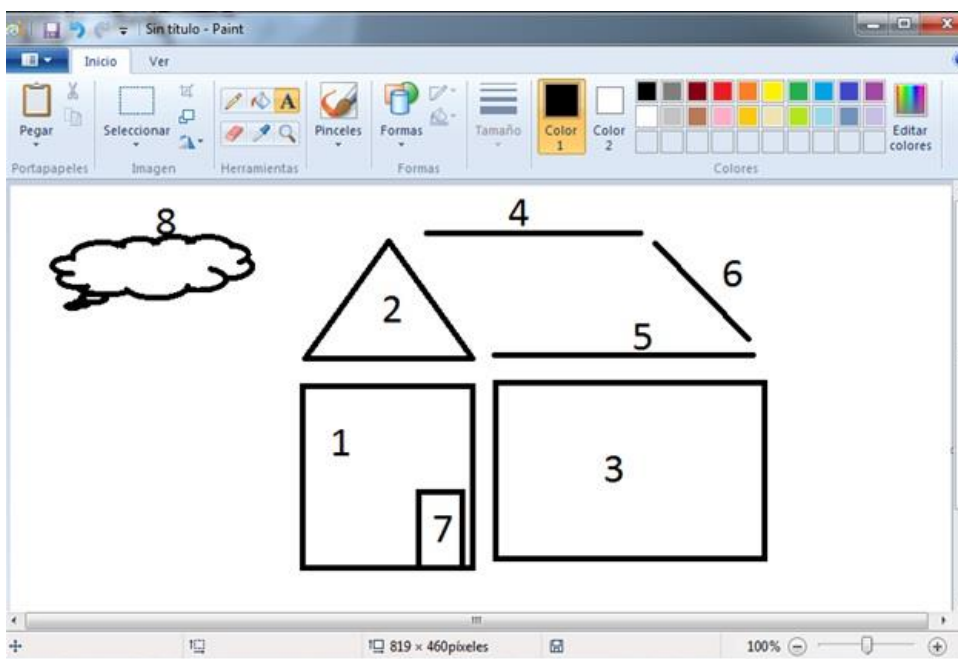 Sin título - Paint
Inicio Ver
Pegar
Seleccionar
A
Pinceles
Formas
Tamaño
Color 1
Color 2
Editar colores
Portapapeles
Imagen
Herramientas
Formas
Colores
8
4
2
6
5
1
3
7
819 × 460píxeles
100%